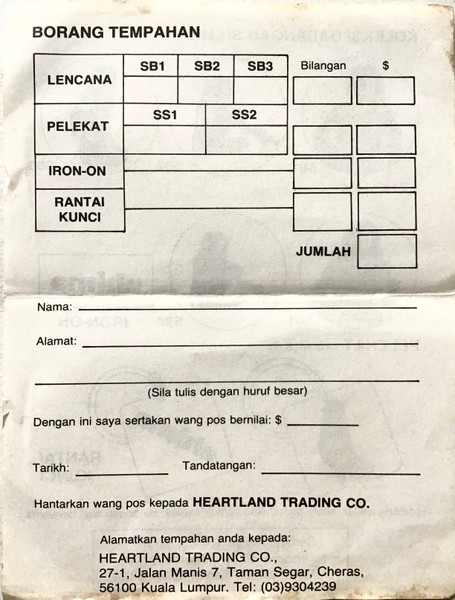 BORANG TEMPAHAN
LENCANA SB1 SB2 SB3 Bilangan $
PELEKAT SS1 SS2
IRON-ON
RANTAI
KUNCI
JUMLAH
Nama:
Alamat:
(Sila tulis dengan huruf besar)
Dengan ini saya sertakan wang pos bernilai: $
Tarikh: Tandatangan:
Hantarkan wang pos kepada HEARTLAND TRADING CO.
Alamatkan tempahan anda kepada:
HEARTLAND TRADING CO.,
27-1, Jalan Manis 7, Taman Segar, Cheras,
56100 Kuala Lumpur. Tel: (03)9304239